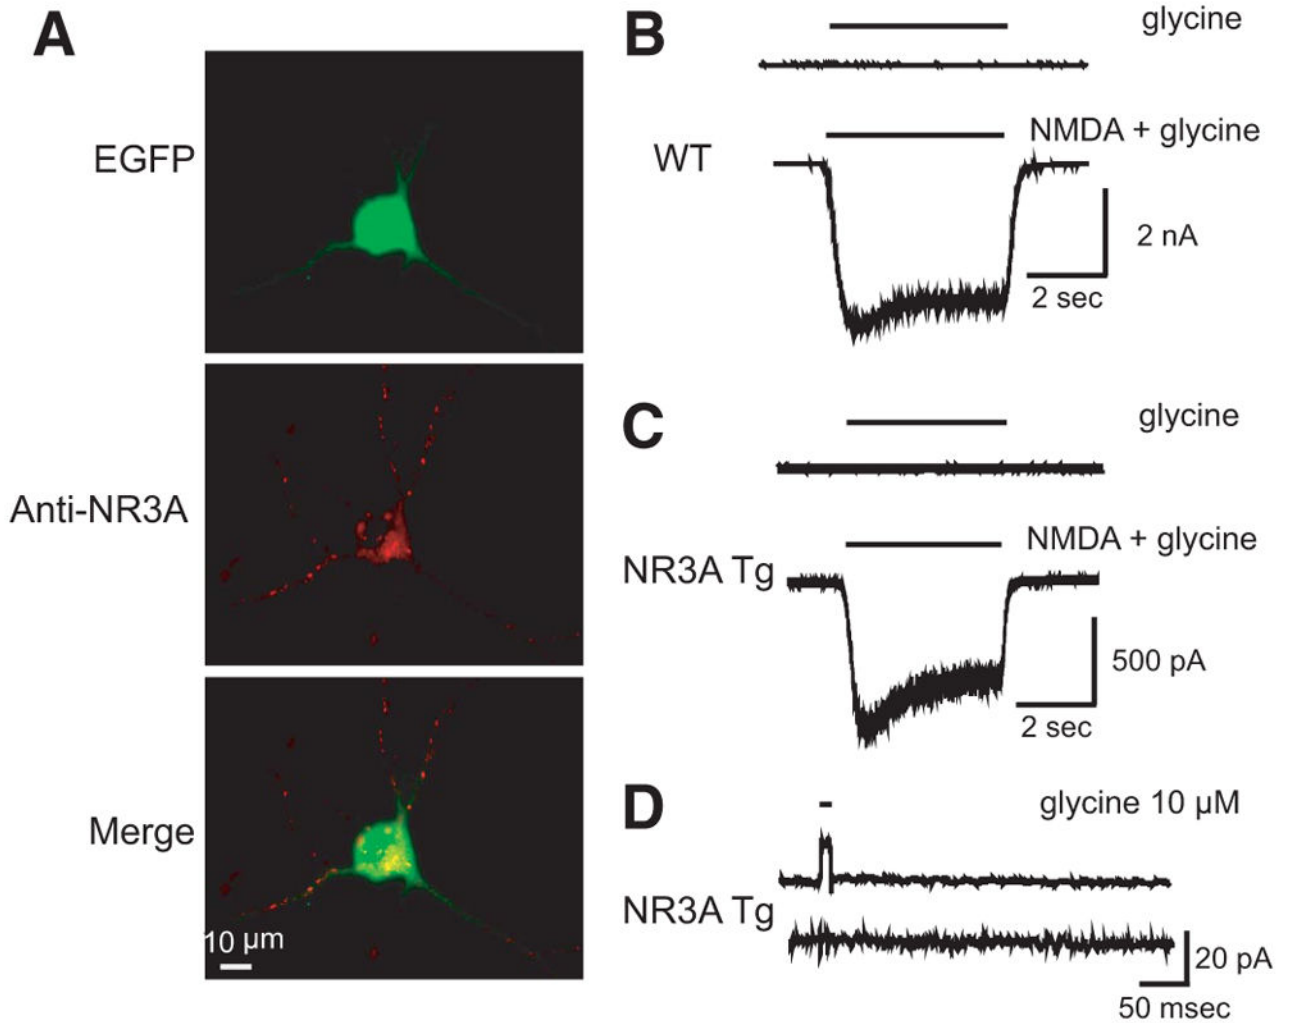 A
EGFP
Anti-NR3A
Merge
10 µm
B
glycine
WT
NMDA + glycine
2 nA
2 sec
C
glycine
NR3A Tg
NMDA + glycine
500 pA
2 sec
D
glycine 10 µM
NR3A Tg
20 pA
50 msec